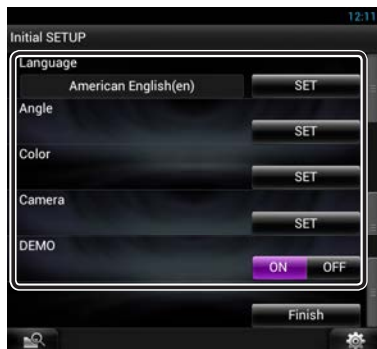 12:11
Initial SETUP
Language
American English(en) SET
Angle
SET
Color
SET
Camera
SET
DEMO
ON OFF
Finish